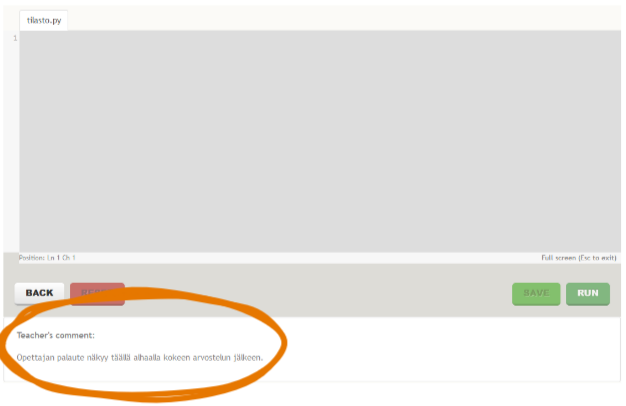 tilasto.py
1
Position: Ln 1 Ch 1 Full screen (Esc to exit)
BACK RESET SAVE RUN
Teacher's comment:
Opettajan palaute näkyy täällä alhaalla kokeen arvostelun jälkeen.